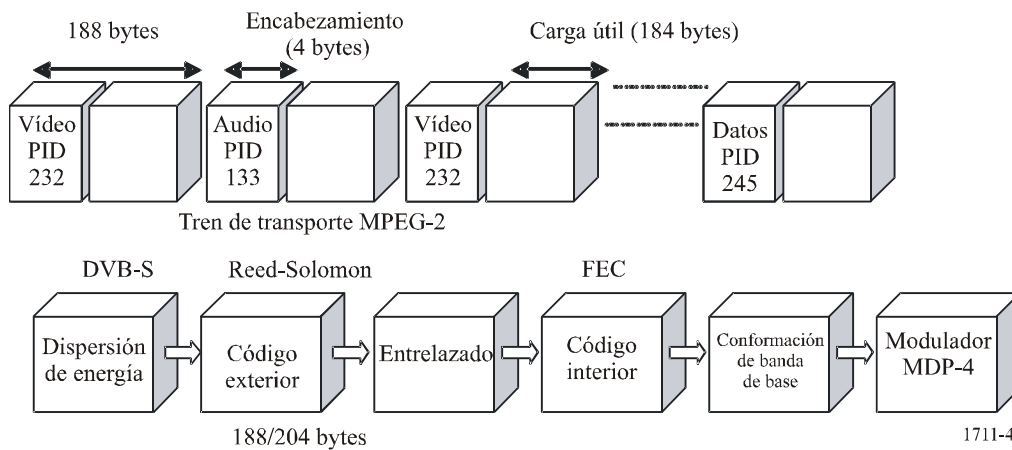 188 bytes
Encabezamiento
(4 bytes)
Carga útil (184 bytes)
Vídeo
PID
232
Audio
PID
133
Vídeo
PID
232
Datos
PID
245
Tren de transporte MPEG-2
DVB-S
Reed-Solomon
FEC
Dispersión
de energía
Código
exterior
Entrelazado
Código
interior
Conformación
de banda
de base
Modulador
MDP-4
188/204 bytes
1711-4